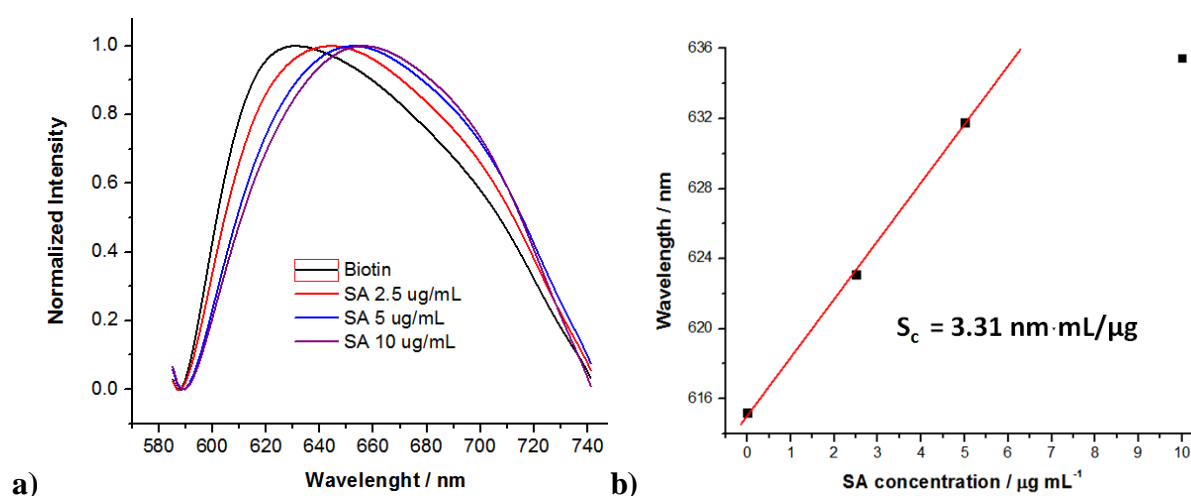 Normalized Intensity
1.0
0.8
0.6
0.4
0.2
0.0
Biotin
SA 2.5 ug/mL
SA 5 ug/mL
SA 10 ug/mL
580 600 620 640 660 680 700 720 740
Wavelenght / nm
a)
Wavelength / nm
636
632
628
624
620
616
S_c = 3.31 nm·mL/µg
0 1 2 3 4 5 6 7 8 9 10
SA concentration / µg mL⁻¹
b)